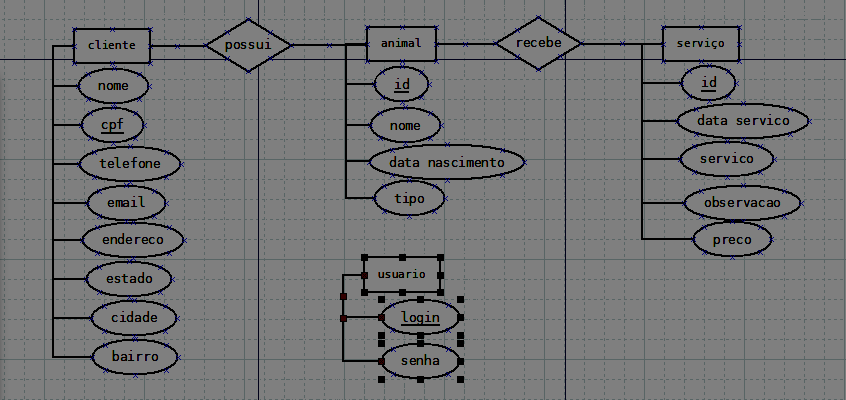 cliente
possui
animal
recebe
serviço
nome
cpf
telefone
email
endereco
estado
cidade
bairro
id
nome
data nascimento
tipo
id
data servico
servico
observacao
preco
usuario
login
senha